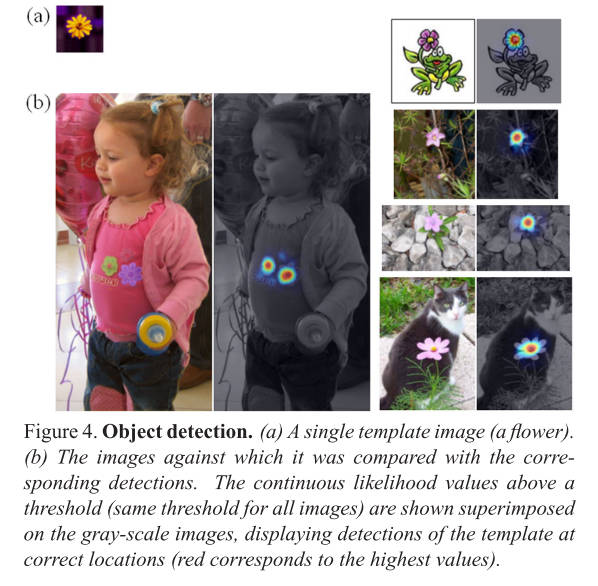 (a)
(b)
Figure 4. Object detection. (a) A single template image (a flower).
(b) The images against which it was compared with the corre-
sponding detections. The continuous likelihood values above a
threshold (same threshold for all images) are shown superimposed
on the gray-scale images, displaying detections of the template at
correct locations (red corresponds to the highest values).